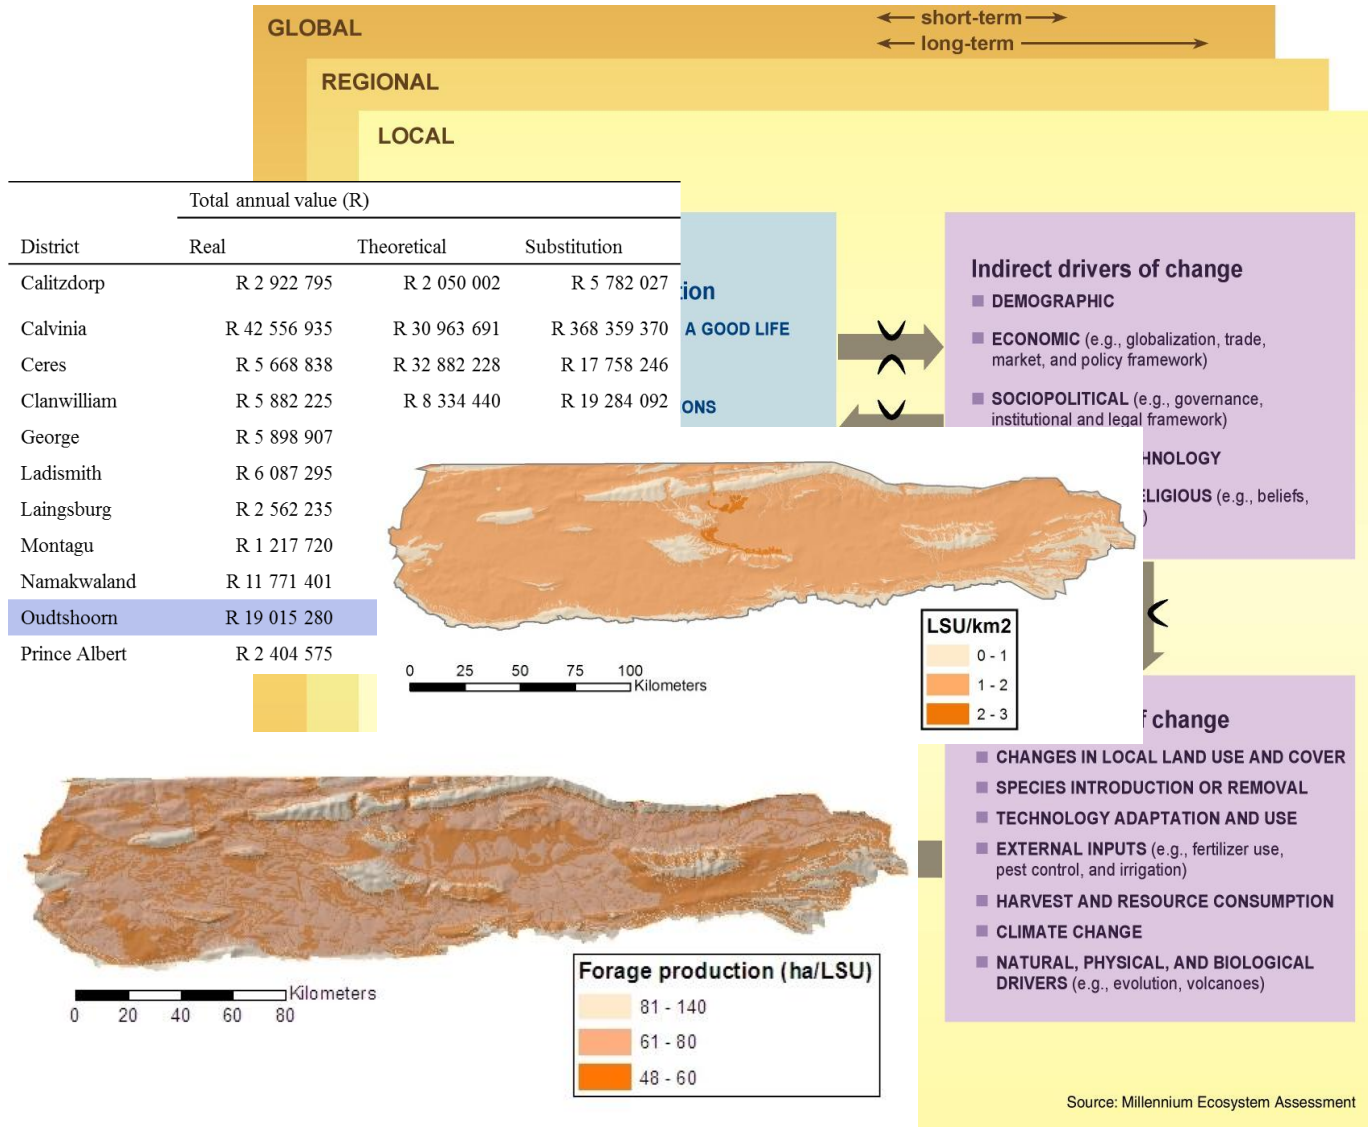 GLOBAL
short-term
long-term
REGIONAL
LOCAL
Total annual value (R)
District Real Theoretical Substitution
Calitzdorp R 2 922 795 R 2 050 002 R 5 782 027
Calvinia R 42 556 935 R 30 963 691 R 368 359 370
Ceres R 5 668 838 R 32 882 228 R 17 758 246
Clanwilliam R 5 882 225 R 8 334 440 R 19 284 092
George R 5 898 907
Ladismith R 6 087 295
Laingsburg R 2 562 235
Montagu R 1 217 720
Namakwaland R 11 771 401
Oudtshoorn R 19 015 280
Prince Albert R 2 404 575
tion
A GOOD LIFE
ONS
Indirect drivers of change
DEMOGRAPHIC
ECONOMIC (e.g., globalization, trade,
market, and policy framework)
SOCIOPOLITICAL (e.g., governance,
institutional and legal framework)
HNOLOGY
ELIGIOUS (e.g., beliefs,
)
LSU/km2
0 - 1
1 - 2
2 - 3
0 25 50 75 100
Kilometers
f change
CHANGES IN LOCAL LAND USE AND COVER
SPECIES INTRODUCTION OR REMOVAL
TECHNOLOGY ADAPTATION AND USE
EXTERNAL INPUTS (e.g., fertilizer use,
pest control, and irrigation)
HARVEST AND RESOURCE CONSUMPTION
CLIMATE CHANGE
NATURAL, PHYSICAL, AND BIOLOGICAL
DRIVERS (e.g., evolution, volcanoes)
Forage production (ha/LSU)
81 - 140
61 - 80
48 - 60
Kilometers
0 20 40 60 80
Source: Millennium Ecosystem Assessment